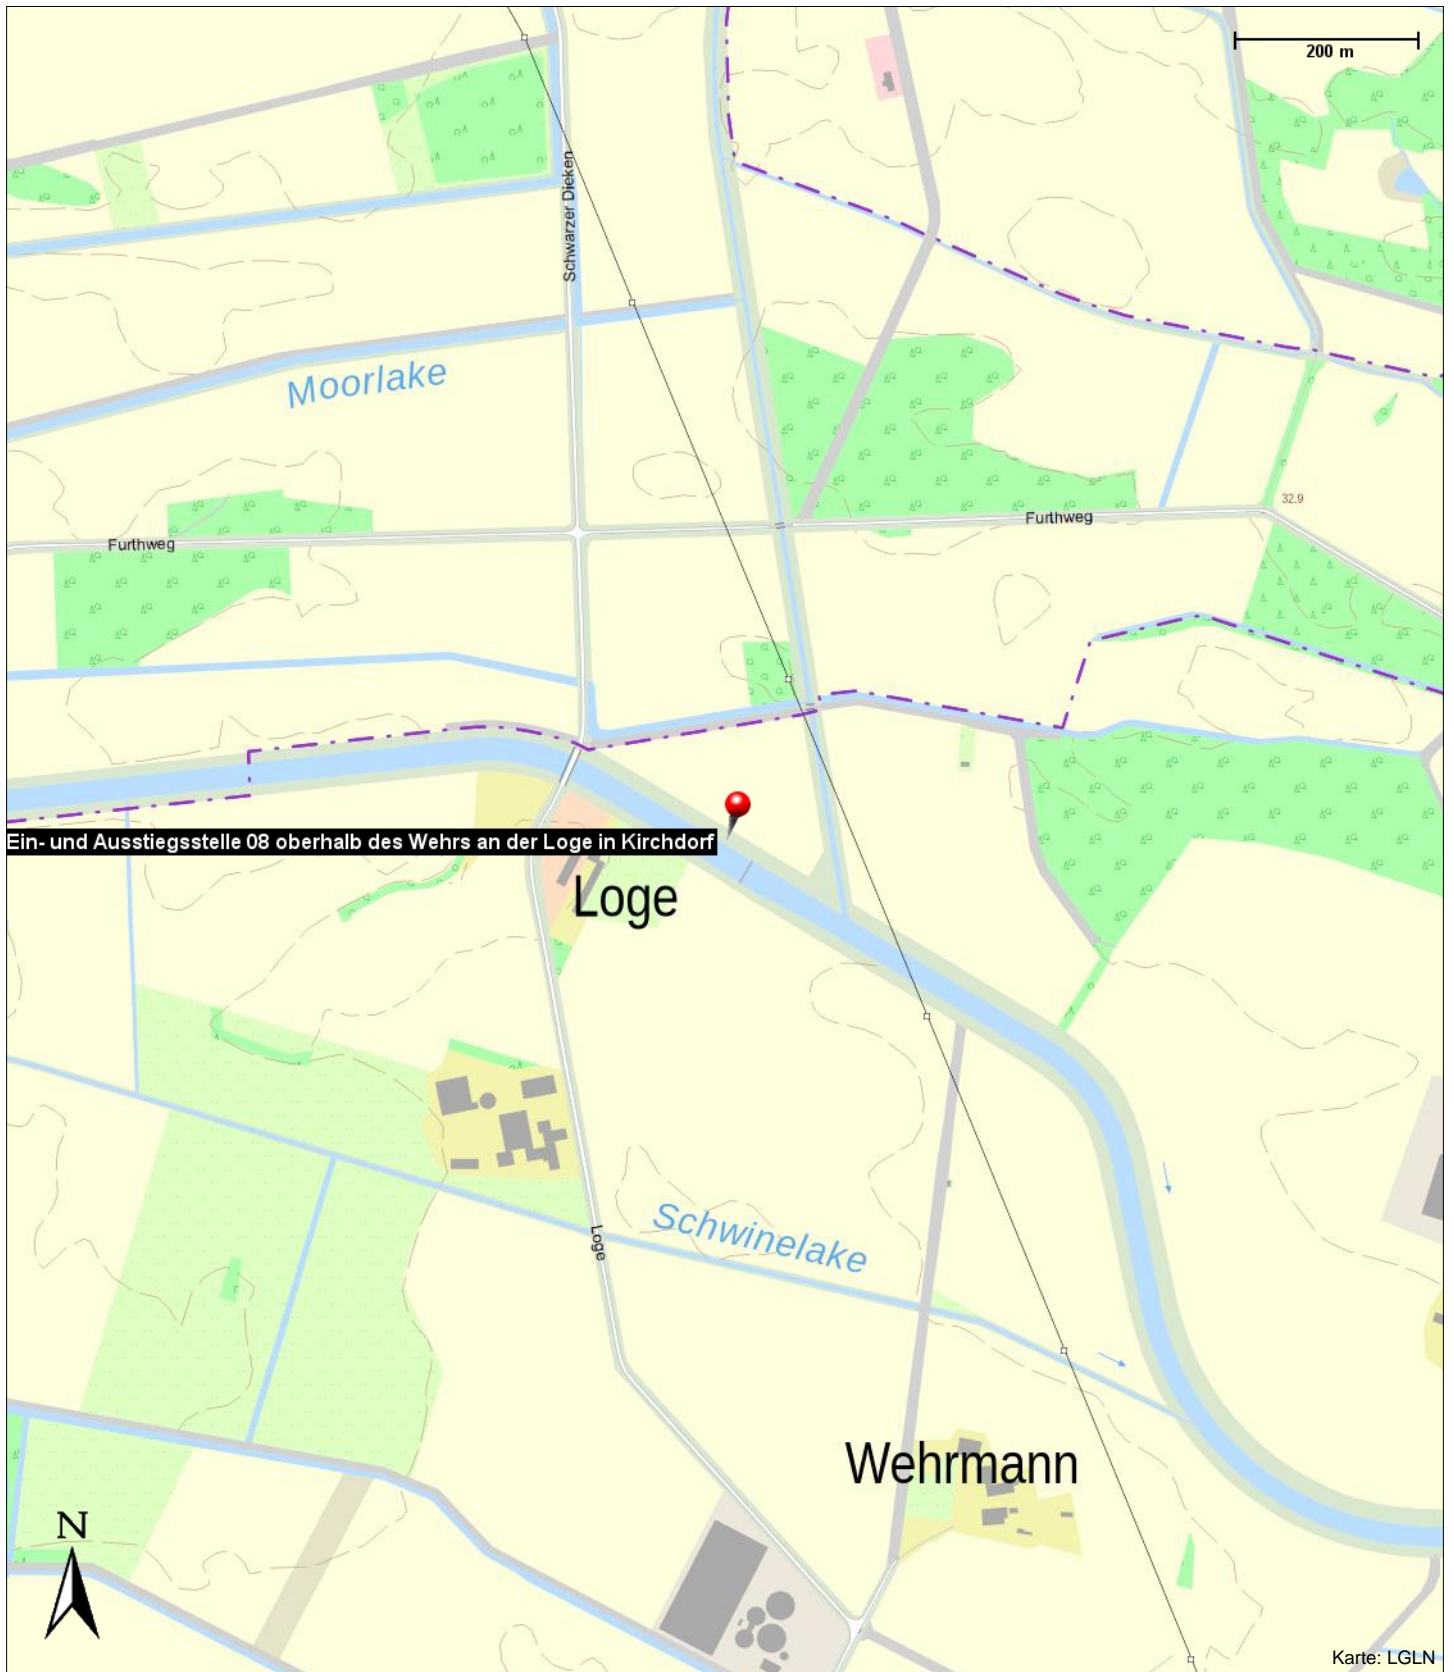 200 m
Schwarzer Dieken
Moorlake
32,9
Furthweg
Furthweg
Ein- und Ausstiegsstelle 08 oberhalb des Wehrs an der Loge in Kirchdorf
Loge
Schwinelake
Loge
Wehrmann
N
Karte: LGLN